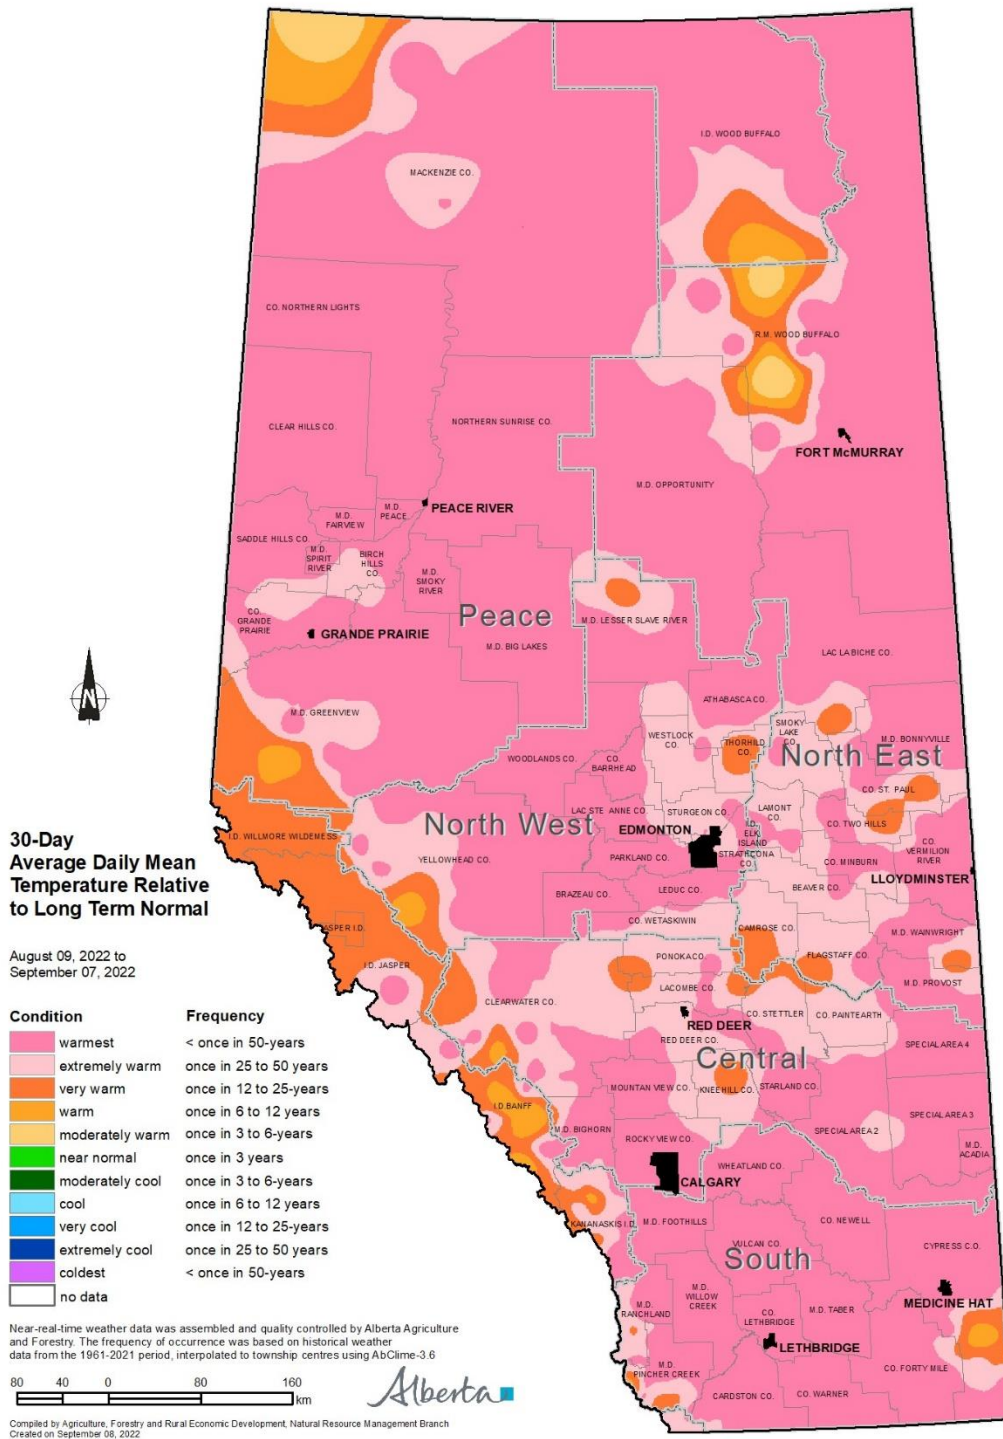 I.D. WOOD BUFFALO
MACKENZIE CO.
CO. NORTHERN LIGHTS
R.M. WOOD BUFFALO
CLEAR HILLS CO.
NORTHERN SUNRISE CO.
FORT McMURRAY
M.D. OPPORTUNITY
PEACE RIVER
M.D.
PEACE
M.D.
FAIRVIEW
SADDLE HILLS CO.
M.D.
SPIRIT
RIVER
BIRCH
HILLS
CO.
M.D.
SMOKY
RIVER
Peace
CO.
GRANDE
PRAIRIE
GRANDE PRAIRIE
M.D. LESSER SLAVE RIVER
M.D. BIG LAKES
LAC LA BICHE CO.
N
M.D. GREENVIEW
ATHABASCA CO.
WESTLOCK
CO.
THORHILD
CO.
SMOKY
LAKE
CO.
M.D. BONNYVILLE
North East
WOODLANDS CO.
CO.
BARRHEAD
CO. ST. PAUL
LAC STE ANNE CO.
STURGEON CO.
LAMONT
CO.
CO. TWO HILLS
North West
EDMONTON
I.D.
ELK
ISLAND
I.D. WILLMORE WILDERNESS
YELLOWHEAD CO.
PARKLAND CO.
STRATHCONA
CO.
CO. MINBURN
CO.
VERMILION
RIVER
LLOYDMINSTER
BRAZEAU CO.
LEDUC CO.
BEAVER CO.
CO. WETASKIWIN
CAMROSE CO.
M.D. WAINWRIGHT
JASPER I.D.
I.D. JASPER
PONOKA CO.
FLAGSTAFF CO.
M.D. PROVOST
CLEARWATER CO.
LACOMBE CO.
CO. STETTLER
CO. PAINTEARTH
RED DEER
RED DEER CO.
SPECIAL AREA 4
Central
MOUNTAIN VIEW CO.
KNEEHILL CO.
STARLAND CO.
I.D. BANFF
M.D. BIGHORN
SPECIAL AREA 2
SPECIAL AREA 3
ROCKY VIEW CO.
M.D.
ACADIA
WHEATLAND CO.
CALGARY
KANANASKIS I.D.
M.D. FOOTHILLS
CO. NEWELL
VULCAN CO.
South
CYPRESS CO.
M.D.
WILLOW
CREEK
M.D.
RANCHLAND
CO.
LETHBRIDGE
M.D. TABER
MEDICINE HAT
LETHBRIDGE
M.D.
PINCHER CREEK
CO. FORTY MILE
CARDSTON CO.
CO. WARNER
30-Day
Average Daily Mean
Temperature Relative
to Long Term Normal
August 09, 2022 to
September 07, 2022
Condition Frequency
warmest < once in 50-years
extremely warm once in 25 to 50 years
very warm once in 12 to 25-years
warm once in 6 to 12 years
moderately warm once in 3 to 6-years
near normal once in 3 years
moderately cool once in 3 to 6-years
cool once in 6 to 12 years
very cool once in 12 to 25-years
extremely cool once in 25 to 50 years
coldest < once in 50-years
no data
Near-real-time weather data was assembled and quality controlled by Alberta Agriculture
and Forestry. The frequency of occurrence was based on historical weather
data from the 1961-2021 period, interpolated to township centres using AbClime-3.6
80 40 0 80 160
km
Alberta
Compiled by Agriculture, Forestry and Rural Economic Development, Natural Resource Management Branch
Created on September 08, 2022